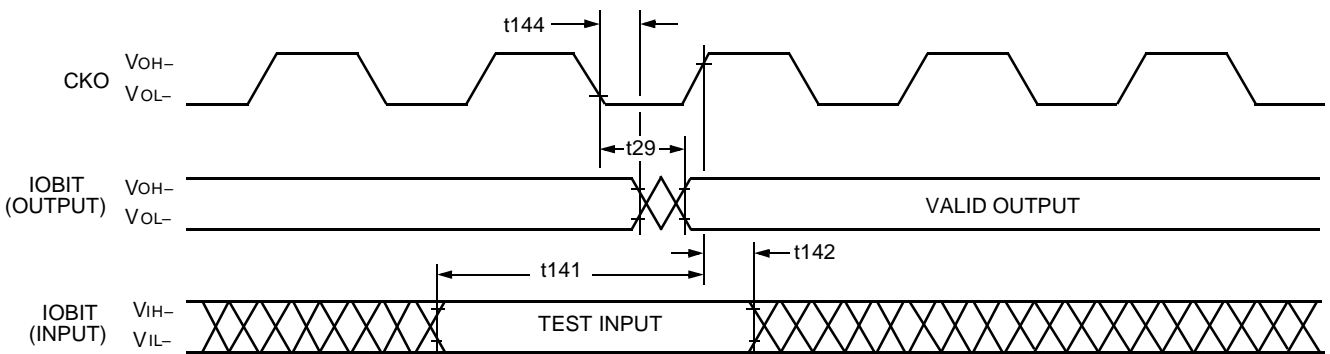 t144
CKO
VOH–
VOL–
t29
IOBIT
(OUTPUT)
VOH–
VOL–
VALID OUTPUT
t142
t141
IOBIT
(INPUT)
VIH–
VIL–
TEST INPUT